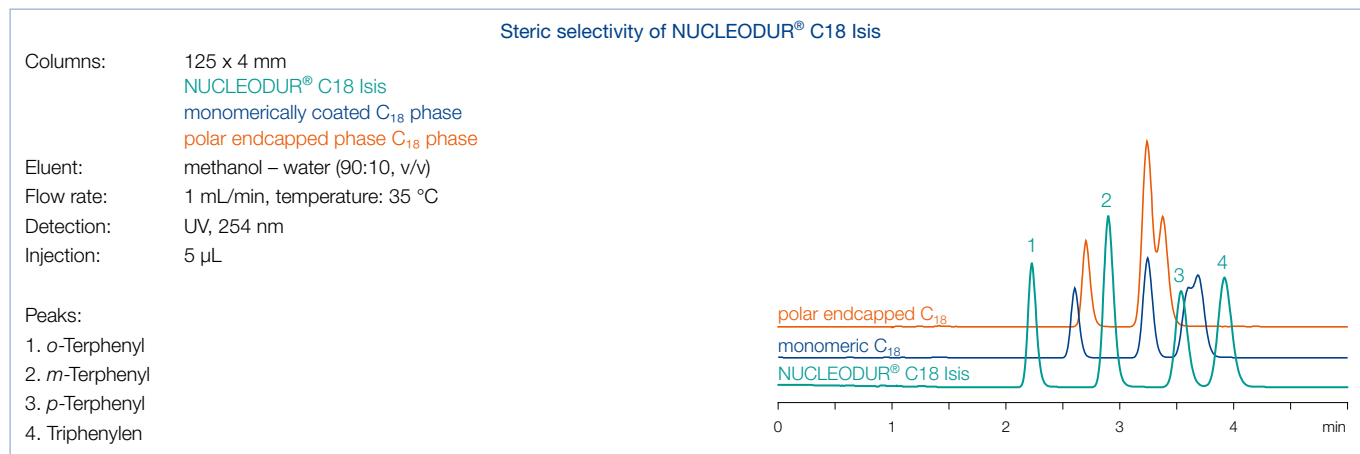 Steric selectivity of NUCLEODUR® C18 Isis
Columns: 125 x 4 mm
NUCLEODUR® C18 Isis
monomerically coated C₁₈ phase
polar endcapped phase C₁₈ phase
Eluent: methanol – water (90:10, v/v)
Flow rate: 1 mL/min, temperature: 35 °C
Detection: UV, 254 nm
Injection: 5 µL
Peaks:
1. o-Terphenyl
2. m-Terphenyl
3. p-Terphenyl
4. Triphenylen
1 2 3 4
polar endcapped C₁₈
monomeric C₁₈
NUCLEODUR® C18 Isis
0 1 2 3 4 min